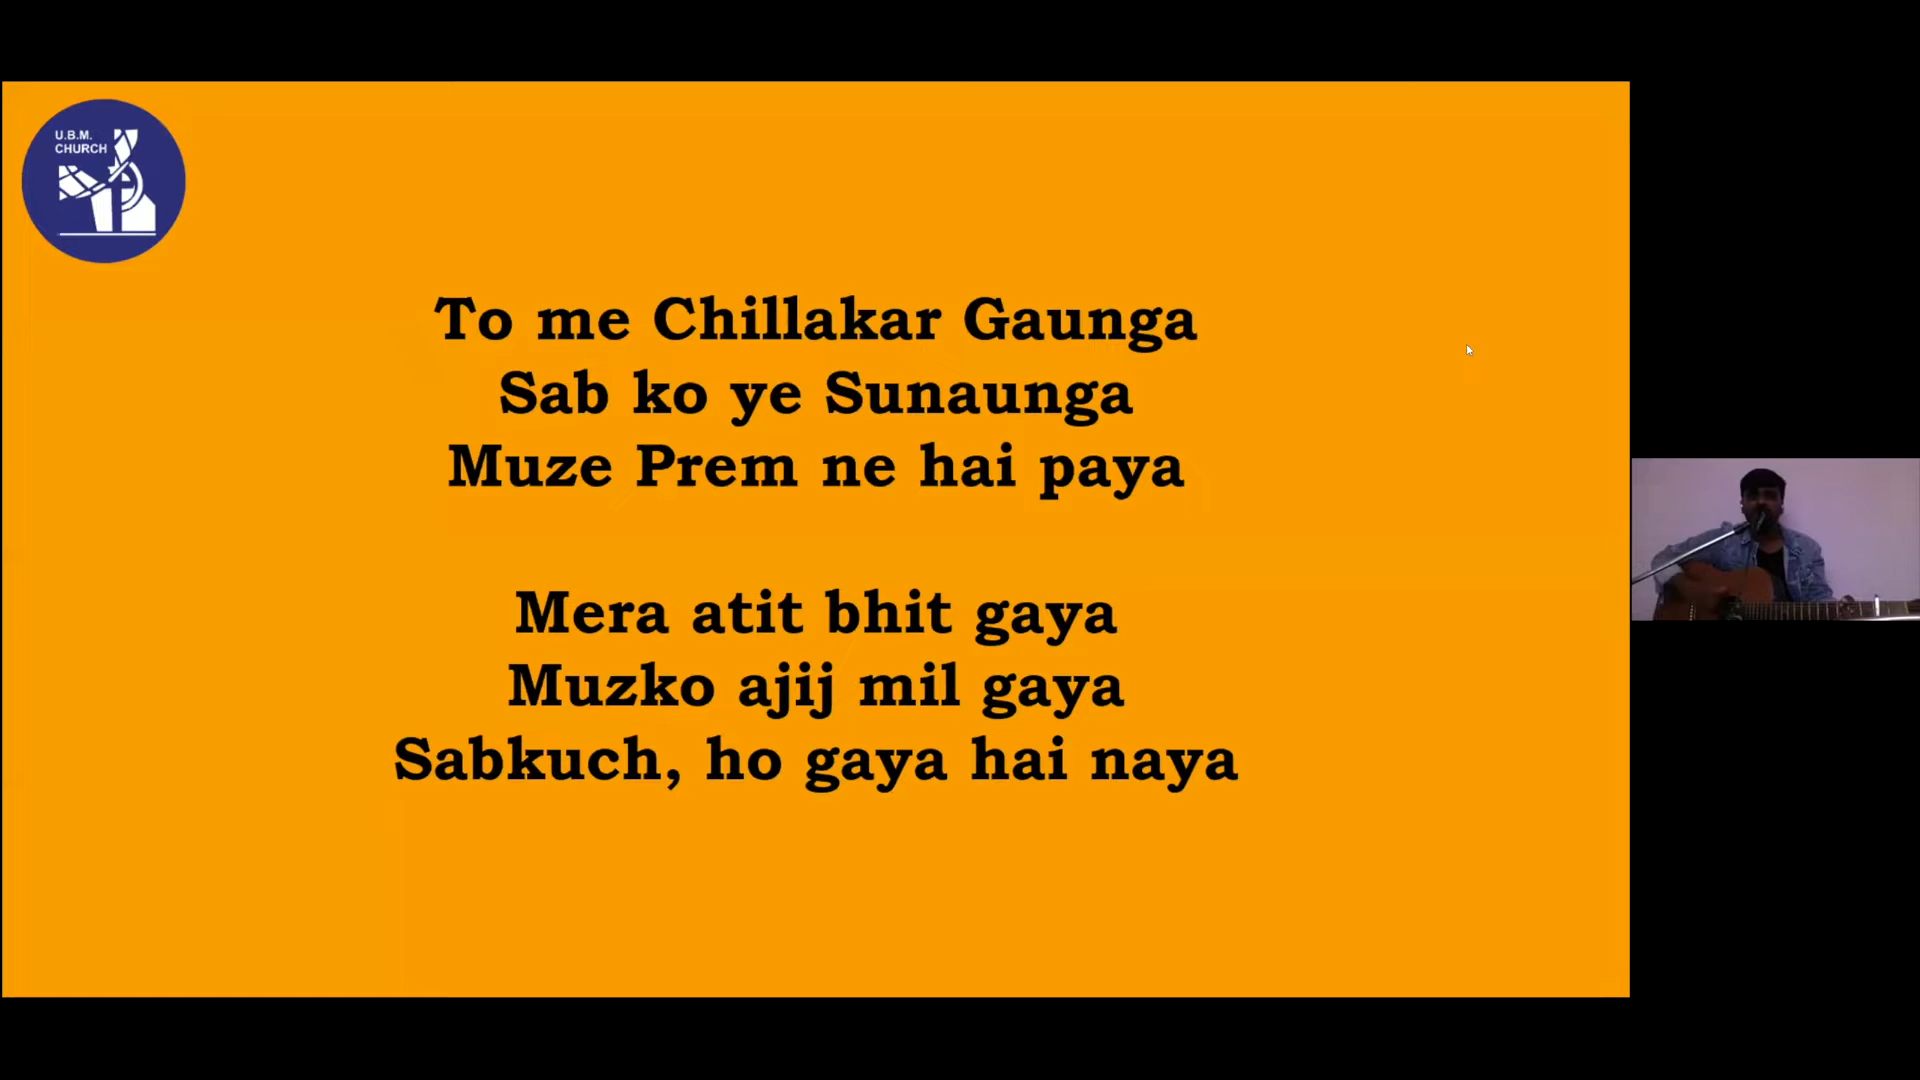 U.B.M.
CHURCH
To me Chillakar Gaunga
Sab ko ye Sunaunga
Muze Prem ne hai paya
Mera atit bhit gaya
Muzko ajij mil gaya
Sabkuch, ho gaya hai naya